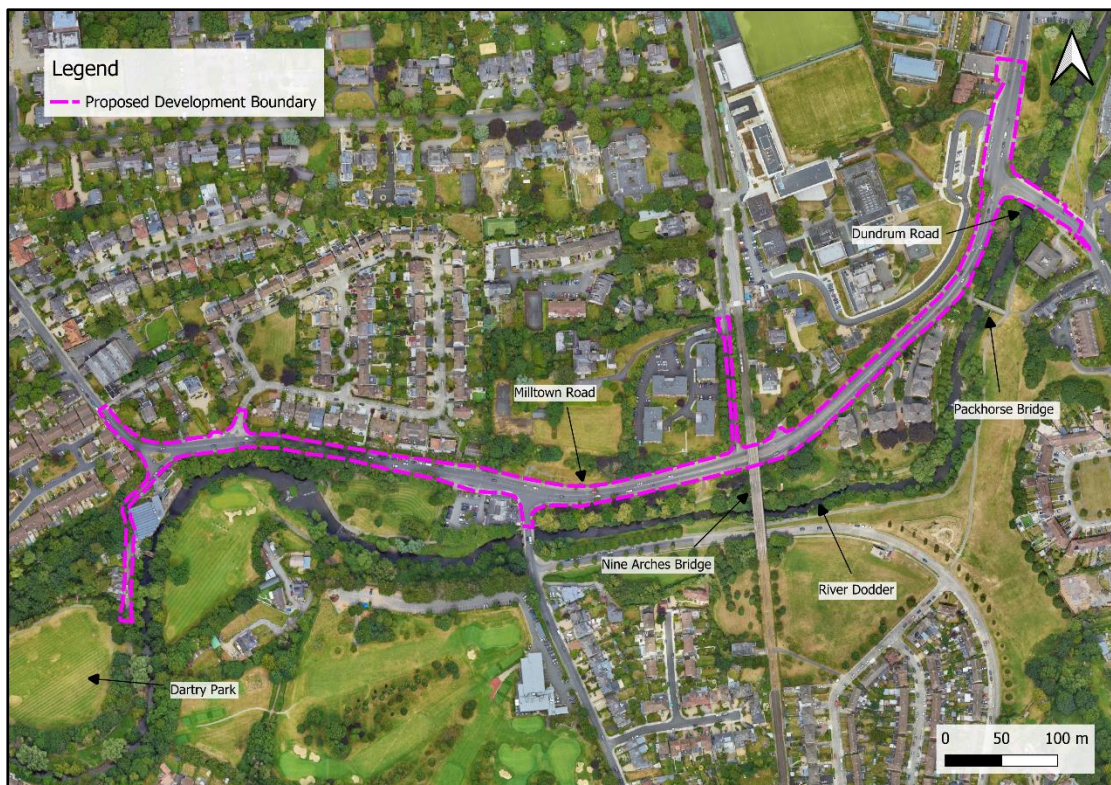 Legend
Proposed Development Boundary
Dundrum Road
Milltown Road
Packhorse Bridge
Nine Arches Bridge
River Dodder
Dartry Park
0 50 100 m